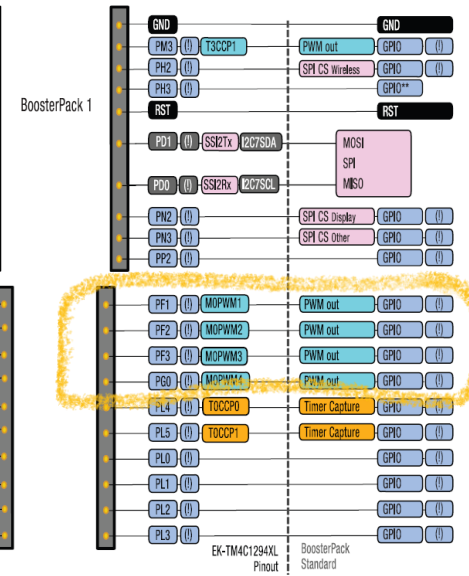 GND GND
PM3 (!) T3CCP1 PWM out GPIO (!)
PH2 (!) SPI CS Wireless GPIO (!)
PH3 (!) GPIO**
BoosterPack 1
RST RST
PD1 (!) SSI2Tx I2C7SDA MOSI
SPI
PD0 (!) SSI2Rx I2C7SCL MISO
PN2 (!) SPI CS Display GPIO (!)
PN3 (!) SPI CS Other GPIO (!)
PP2 (!) GPIO (!)
PF1 (!) M0PWM1 PWM out GPIO (!)
PF2 (!) M0PWM2 PWM out GPIO (!)
PF3 (!) M0PWM3 PWM out GPIO (!)
PG0 (!) M0PWM4 PWM out GPIO (!)
PL4 (!) T0CCP0 Timer Capture GPIO (!)
PL5 (!) T0CCP1 Timer Capture GPIO (!)
PL0 (!) GPIO (!)
PL1 (!) GPIO (!)
PL2 (!) GPIO (!)
PL3 (!) GPIO (!)
EK-TM4C1294XL BoosterPack
Pinout Standard